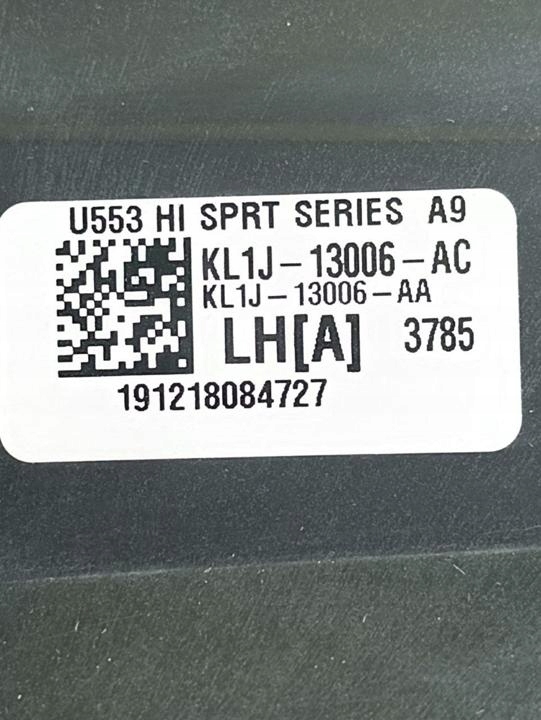 U553 HI SPRT SERIES A9
KL1J-13006-AC
KL1J-13006-AA
LH[A] 3785
191218084727